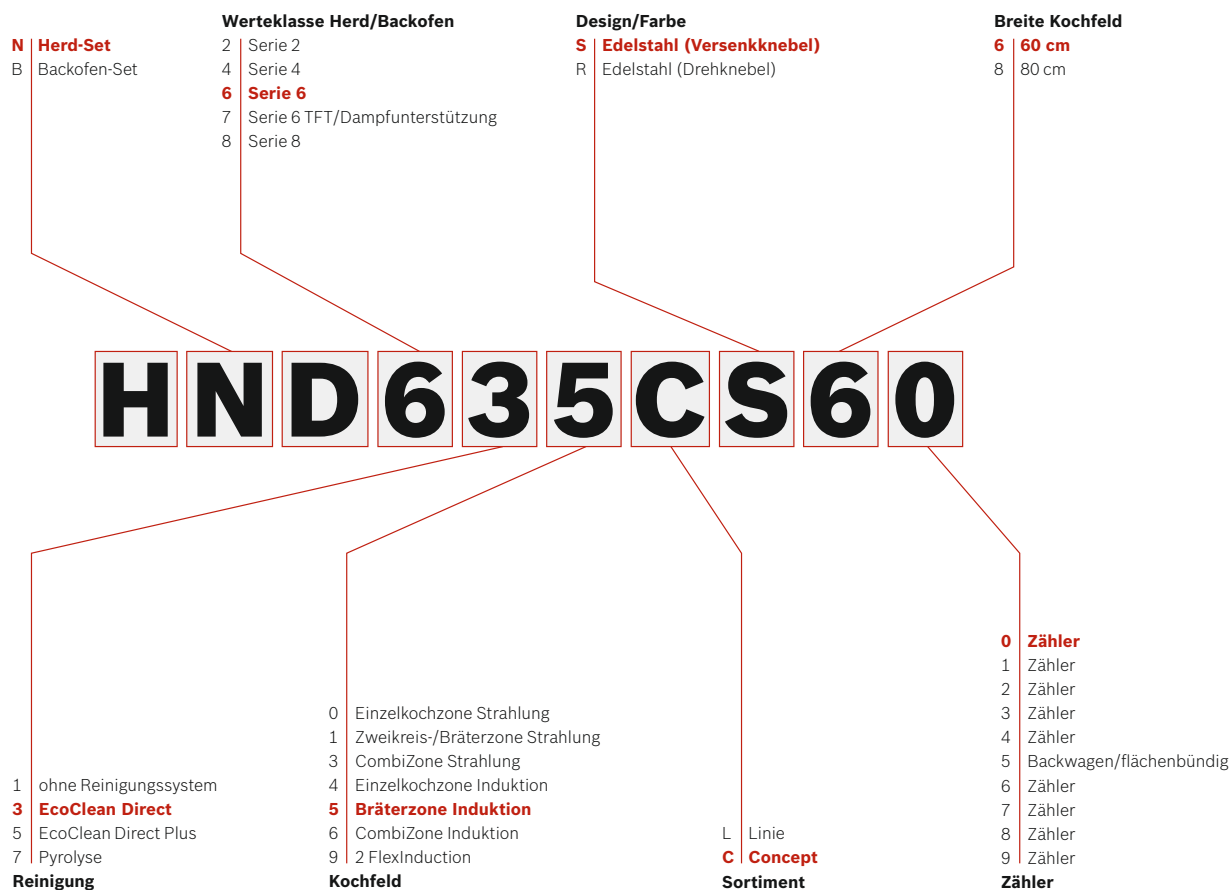 N Herd-Set
B Backofen-Set
Werteklasse Herd/Backofen
2 Serie 2
4 Serie 4
6 Serie 6
7 Serie 6 TFT/Dampfunterstützung
8 Serie 8
Design/Farbe
S Edelstahl (Versenkknebel)
R Edelstahl (Drehknebel)
Breite Kochfeld
6 60 cm
8 80 cm
HND635CS60
1 ohne Reinigungssystem
3 EcoClean Direct
5 EcoClean Direct Plus
7 Pyrolyse
Reinigung
0 Einzelkochzone Strahlung
1 Zweikreis-/Bräterzone Strahlung
3 CombiZone Strahlung
4 Einzelkochzone Induktion
5 Bräterzone Induktion
6 CombiZone Induktion
9 2 FlexInduction
Kochfeld
L Linie
C Concept
Sortiment
0 Zähler
1 Zähler
2 Zähler
3 Zähler
4 Zähler
5 Backwagen/flächenbündig
6 Zähler
7 Zähler
8 Zähler
9 Zähler
Zähler